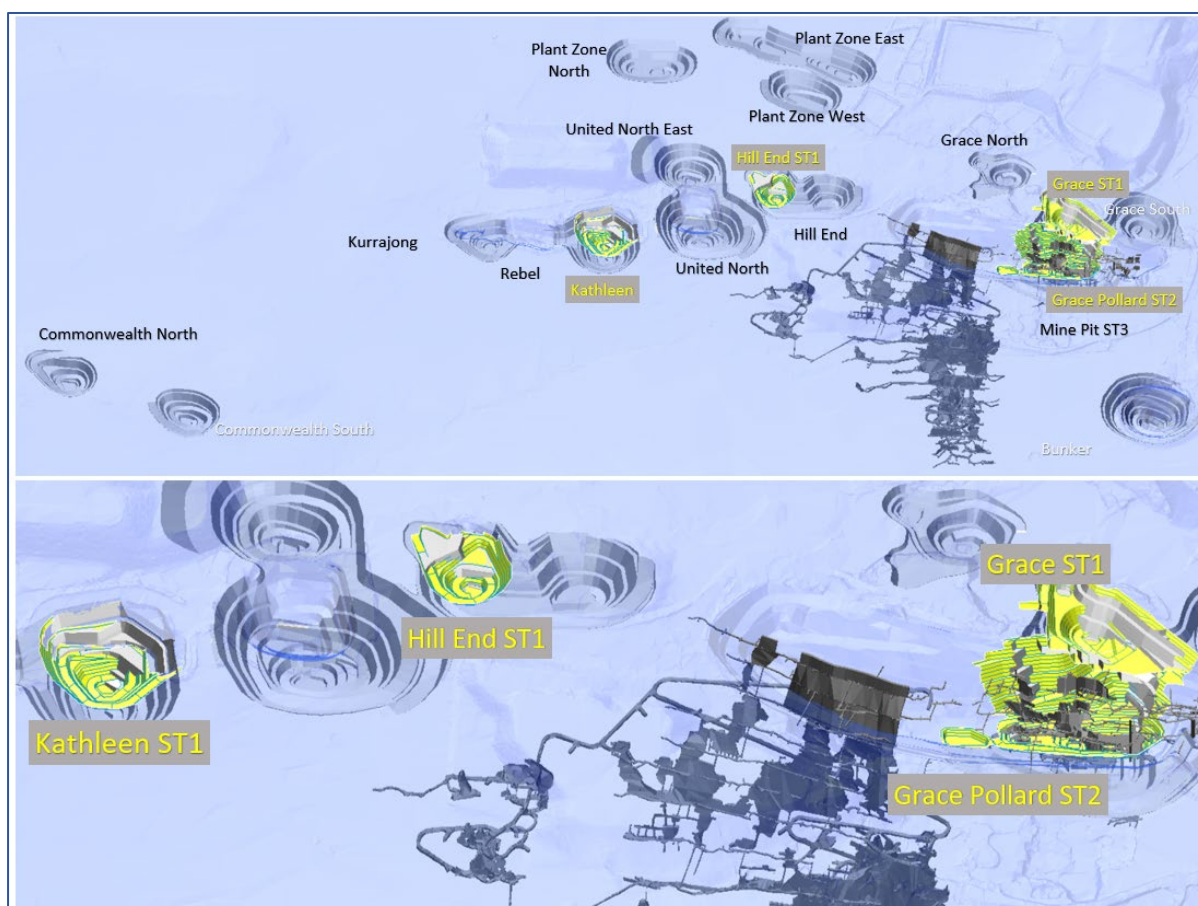 Plant Zone
North
Plant Zone East
Plant Zone West
United North East
Hill End ST1
Grace North
Grace ST1
Grace South
Kurrajong
Rebel
Kathleen
United North
Hill End
Grace Pollard ST2
Mine Pit ST3
Commonwealth North
Commonwealth South
Bunker
Grace ST1
Hill End ST1
Kathleen ST1
Grace Pollard ST2